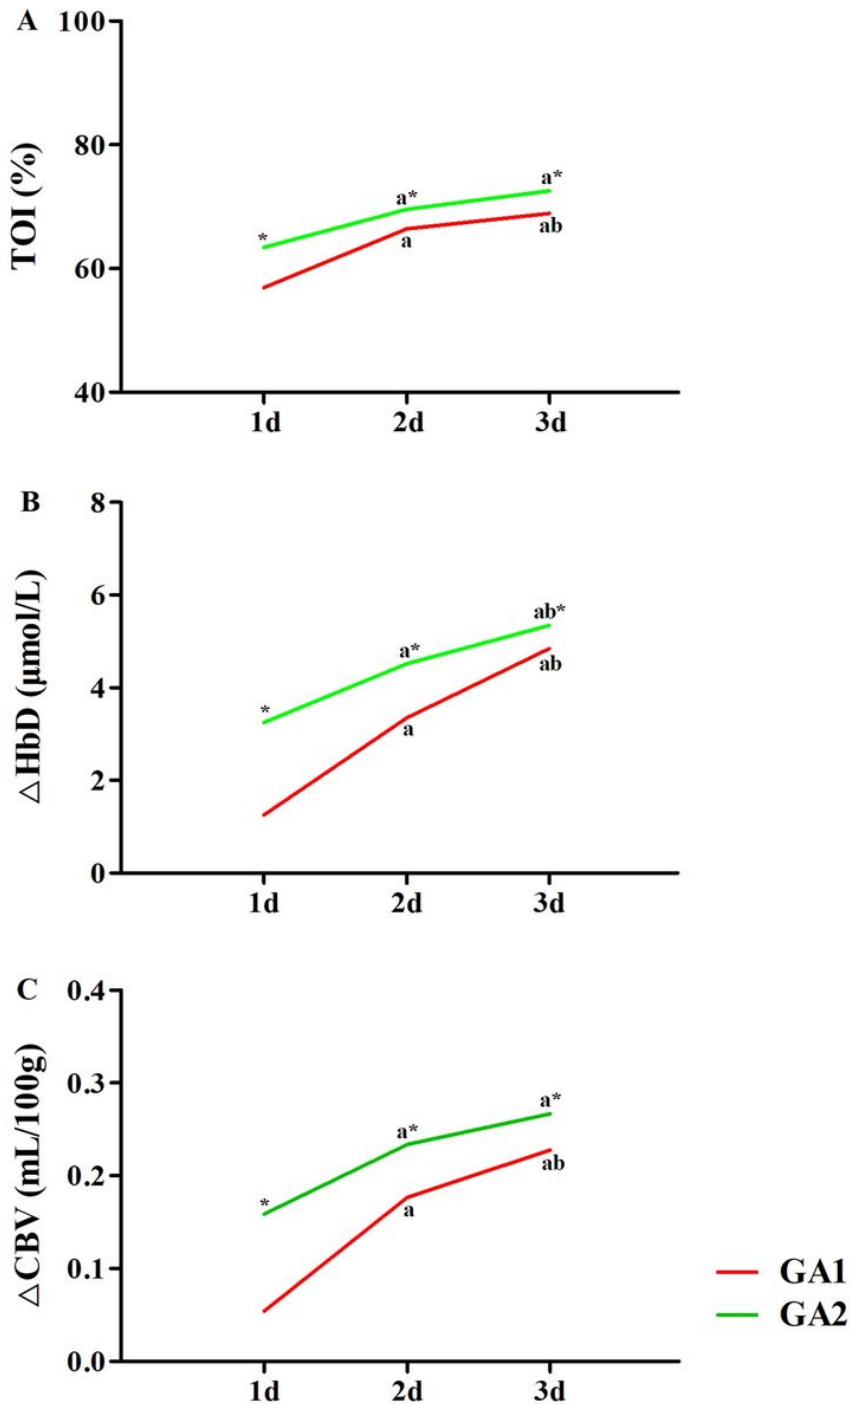 A
100
80
60
40
TOI (%)
*
a*
a*
a
ab
1d 2d 3d
B
8
6
4
2
0
△HbD (μmol/L)
*
a*
ab*
a
ab
1d 2d 3d
C
0.4
0.3
0.2
0.1
0.0
△CBV (mL/100g)
*
a*
a*
a
ab
1d 2d 3d
GA1
GA2